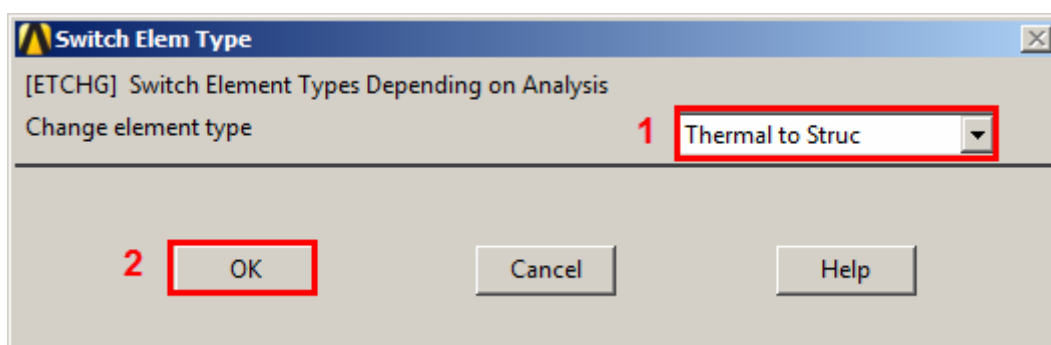 Switch Elem Type
[ETCHG] Switch Element Types Depending on Analysis
Change element type 1 Thermal to Struc
2 OK Cancel Help